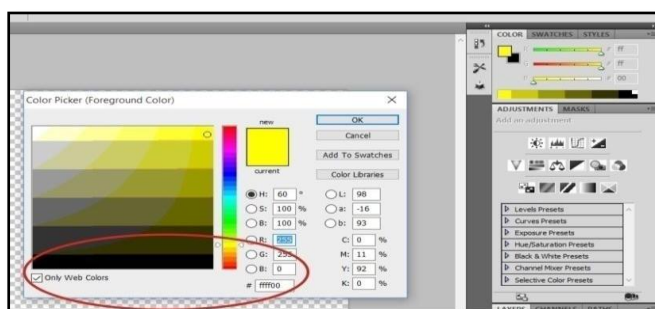 COLOR SWATCHES STYLES
ff
ff
00
Color Picker (Foreground Color)
new
current
OK
Cancel
Add To Swatches
Color Libraries
H: 60 °
L: 98
S: 100 %
a: -16
B: 100 %
b: 93
R: 255
C: 0 %
G: 255
M: 11 %
B: 0
Y: 92 %
# ffff00
K: 0 %
Only Web Colors
ADJUSTMENTS MASKS
Add an adjustment
Levels Presets
Curves Presets
Exposure Presets
Hue/Saturation Presets
Black & White Presets
Channel Mixer Presets
Selective Color Presets
LAYERS CHANNELS PATHS